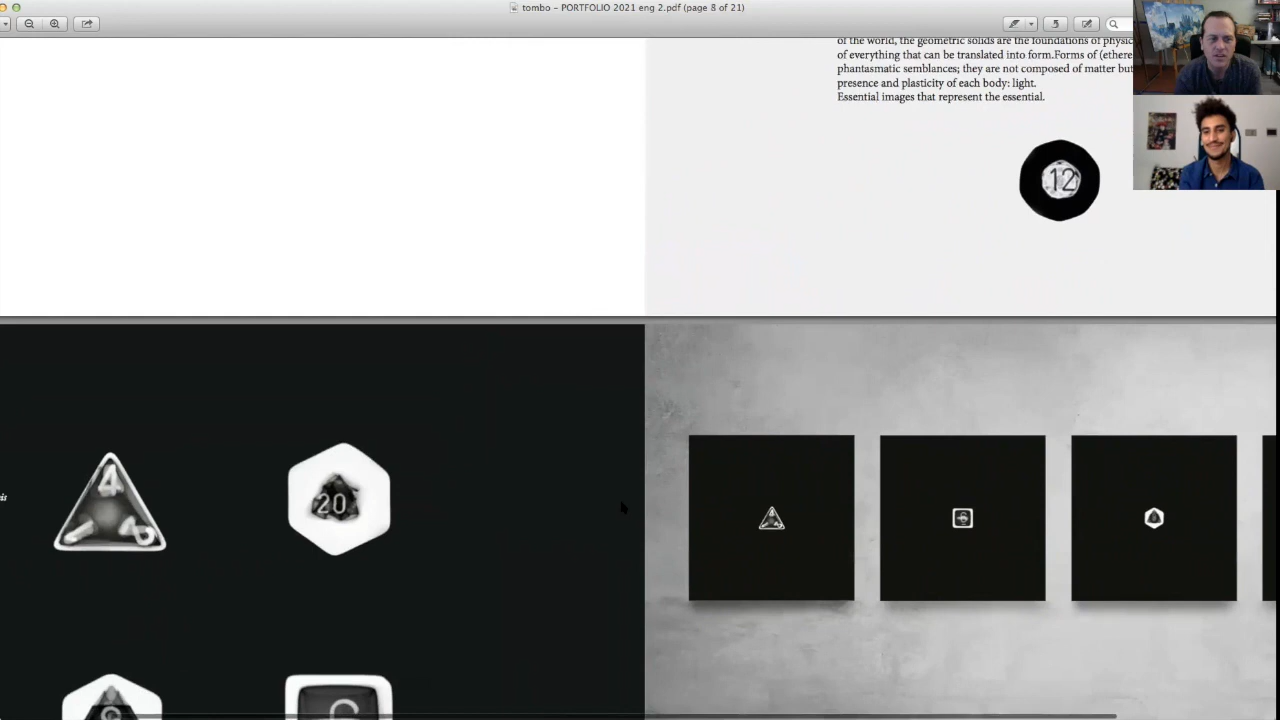 tombo – PORTFOLIO 2021 eng 2.pdf (page 8 of 21)
of the world, the geometric solids are the foundations of physic
of everything that can be translated into form.Forms of (ethere
phantasmatic semblances; they are not composed of matter but
presence and plasticity of each body: light.
Essential images that represent the essential.
12
4
20
6